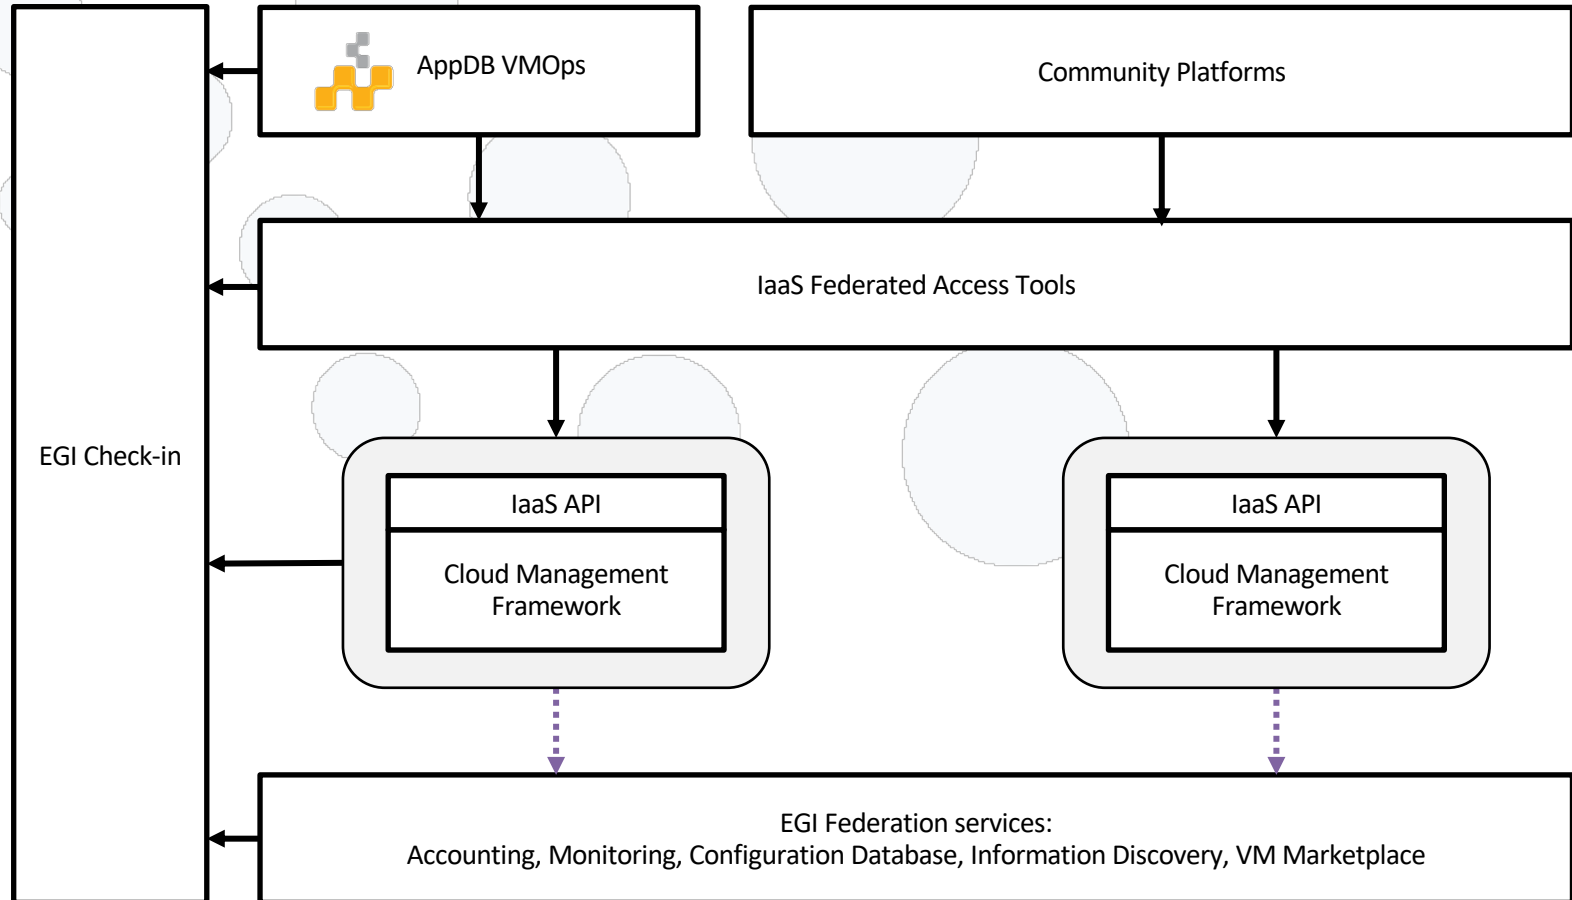 AppDB VMOps
Community Platforms
IaaS Federated Access Tools
EGI Check-in
IaaS API
Cloud Management
Framework
IaaS API
Cloud Management
Framework
EGI Federation services:
Accounting, Monitoring, Configuration Database, Information Discovery, VM Marketplace